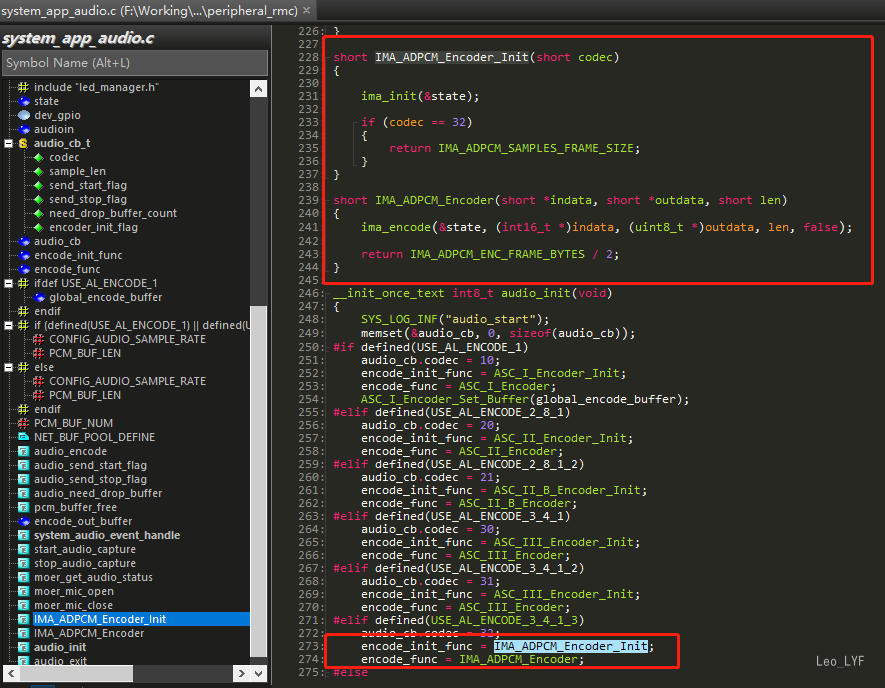 system_app_audio.c (F:\Working\...\peripheral_rmc) ×
system_app_audio.c
Symbol Name (Alt+L)
include "led_manager.h"
state
dev_gpio
audioin
audio_cb_t
codec
sample_len
send_start_flag
send_stop_flag
need_drop_buffer_count
encoder_init_flag
audio_cb
encode_init_func
encode_func
ifdef USE_AL_ENCODE_1
global_encode_buffer
endif
if (defined(USE_AL_ENCODE_1) || defined(U
CONFIG_AUDIO_SAMPLE_RATE
PCM_BUF_LEN
else
CONFIG_AUDIO_SAMPLE_RATE
PCM_BUF_LEN
endif
PCM_BUF_NUM
NET_BUF_POOL_DEFINE
audio_encode
audio_send_start_flag
audio_send_stop_flag
audio_need_drop_buffer
pcm_buffer_free
encode_out_buffer
system_audio_event_handle
start_audio_capture
stop_audio_capture
moer_get_audio_status
moer_mic_open
moer_mic_close
IMA_ADPCM_Encoder_Init
IMA_ADPCM_Encoder
audio_init
audio_exit
226: }
227:
228: short IMA_ADPCM_Encoder_Init(short codec)
229: {
230:
231: ima_init(&state);
232:
233: if (codec == 32)
234: {
235: return IMA_ADPCM_SAMPLES_FRAME_SIZE;
236: }
237: }
238:
239: short IMA_ADPCM_Encoder(short *indata, short *outdata, short len)
240: {
241: ima_encode(&state, (int16_t *)indata, (uint8_t *)outdata, len, false);
242:
243: return IMA_ADPCM_ENC_FRAME_BYTES / 2;
244: }
245:
246: __init_once_text int8_t audio_init(void)
247: {
248: SYS_LOG_INF("audio_start");
249: memset(&audio_cb, 0, sizeof(audio_cb));
250: #if defined(USE_AL_ENCODE_1)
251: audio_cb.codec = 10;
252: encode_init_func = ASC_I_Encoder_Init;
253: encode_func = ASC_I_Encoder;
254: ASC_I_Encoder_Set_Buffer(global_encode_buffer);
255: #elif defined(USE_AL_ENCODE_2_8_1)
256: audio_cb.codec = 20;
257: encode_init_func = ASC_II_Encoder_Init;
258: encode_func = ASC_II_Encoder;
259: #elif defined(USE_AL_ENCODE_2_8_1_2)
260: audio_cb.codec = 21;
261: encode_init_func = ASC_II_B_Encoder_Init;
262: encode_func = ASC_II_B_Encoder;
263: #elif defined(USE_AL_ENCODE_3_4_1)
264: audio_cb.codec = 30;
265: encode_init_func = ASC_III_Encoder_Init;
266: encode_func = ASC_III_Encoder;
267: #elif defined(USE_AL_ENCODE_3_4_1_2)
268: audio_cb.codec = 31;
269: encode_init_func = ASC_III_Encoder_Init;
270: encode_func = ASC_III_Encoder;
271: #elif defined(USE_AL_ENCODE_3_4_1_3)
272: audio_cb.codec = 32;
273: encode_init_func = IMA_ADPCM_Encoder_Init;
274: encode_func = IMA_ADPCM_Encoder;
275: #else
Leo_LYF